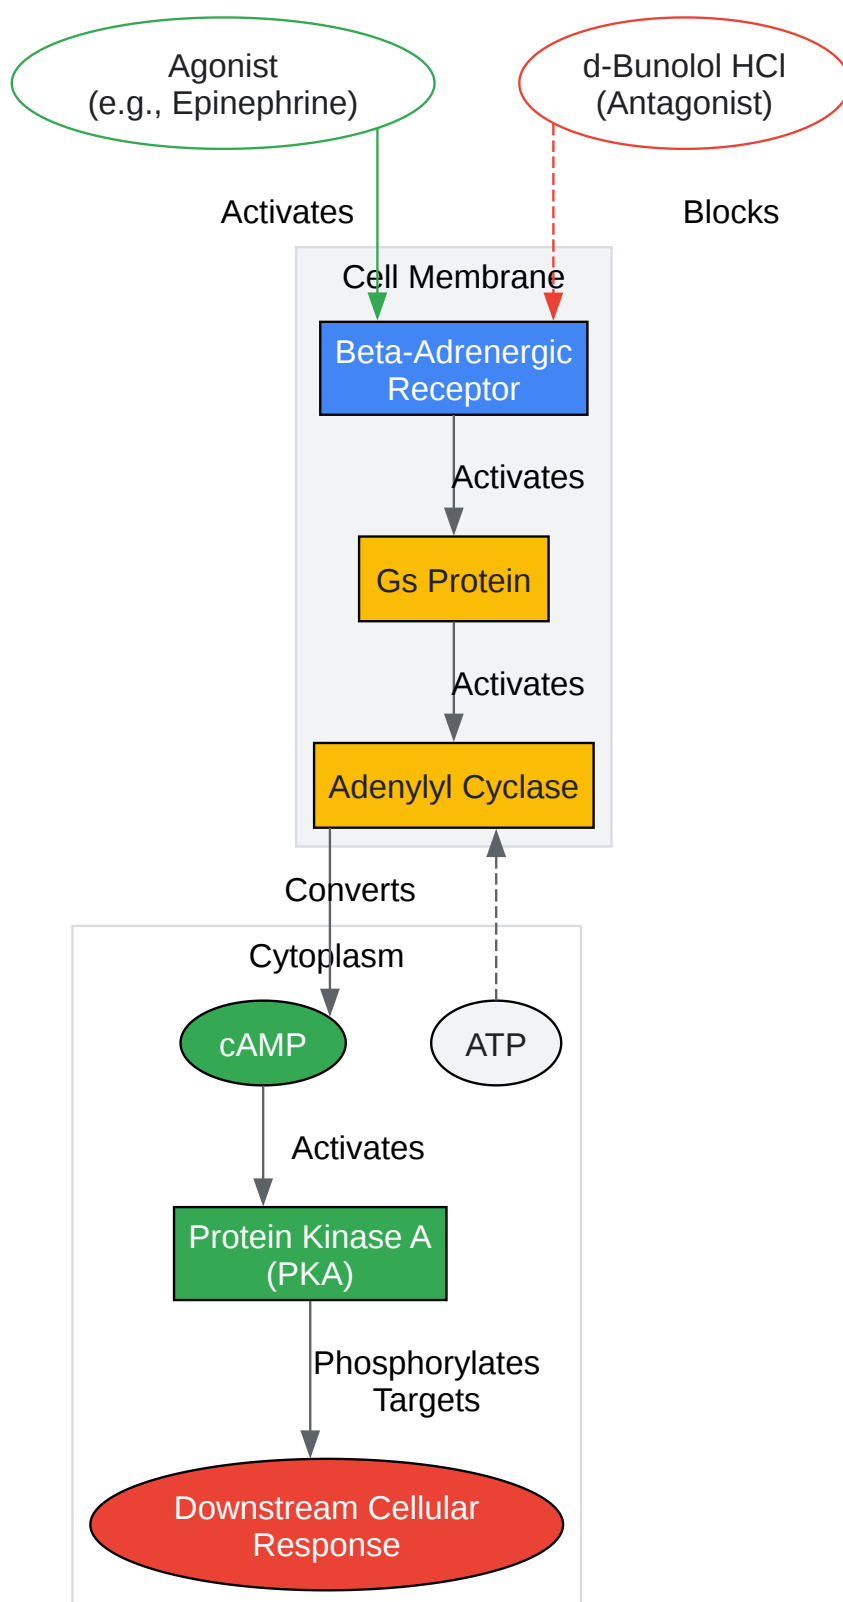 Agonist
(e.g., Epinephrine)
d-Bunolol HCl
(Antagonist)
Activates
Blocks
Cell Membrane
Beta-Adrenergic
Receptor
Activates
Gs Protein
Activates
Adenylyl Cyclase
Converts
Cytoplasm
cAMP
ATP
Activates
Protein Kinase A
(PKA)
Phosphorylates
Targets
Downstream Cellular
Response